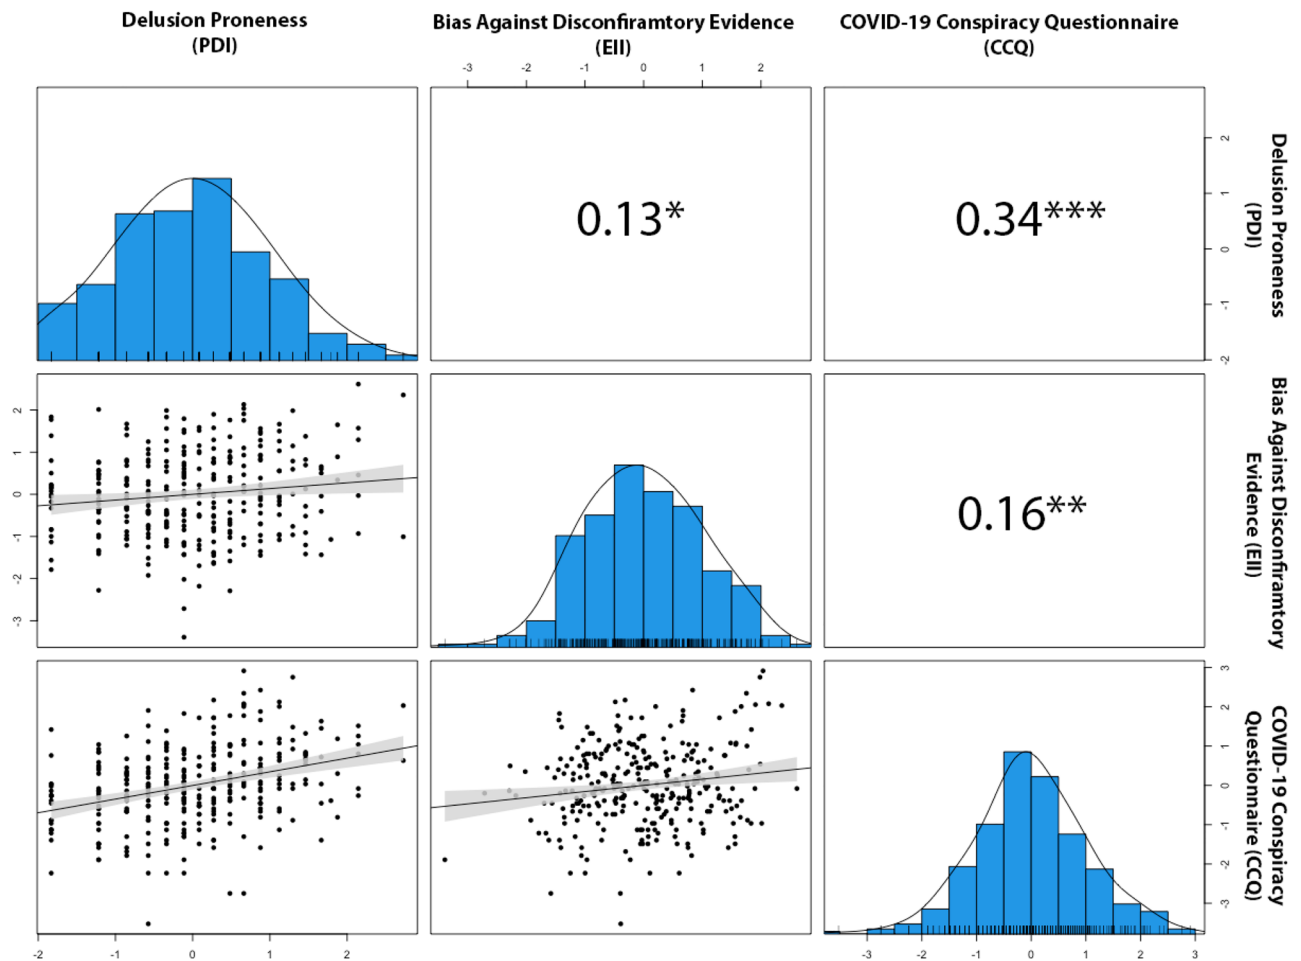 Delusion Proneness
(PDI)
Bias Against Disconfiramtory Evidence
(EII)
COVID-19 Conspiracy Questionnaire
(CCQ)
-3 -2 -1 0 1 2
0.13*
0.34***
2
1
0
-1
-2
Delusion Proneness
(PDI)
2
1
0
-1
-2
-3
0.16**
Bias Against Disconfiramtory
Evidence (EII)
3
2
1
0
-1
-2
-3
COVID-19 Conspiracy
Questionnaire (CCQ)
-2 -1 0 1 2
-3 -2 -1 0 1 2 3